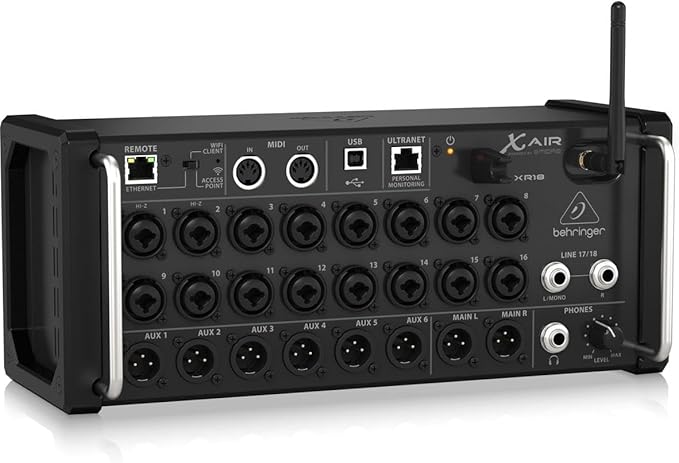 REMOTE
ETHERNET
WIFI
CLIENT
ACCESS
POINT
MIDI
IN
OUT
USB
ULTRANET
PERSONAL
MONITORING
X AIR
XR18
HI-Z
HI-Z
1
2
3
4
5
6
8
behringer
9
10
11
12
13
14
15
16
LINE 17/18
L/MONO
R
AUX 1
AUX 2
AUX 3
AUX 4
AUX 5
AUX 6
MAIN L
MAIN R
PHONES
MIN
LEVEL
MAX